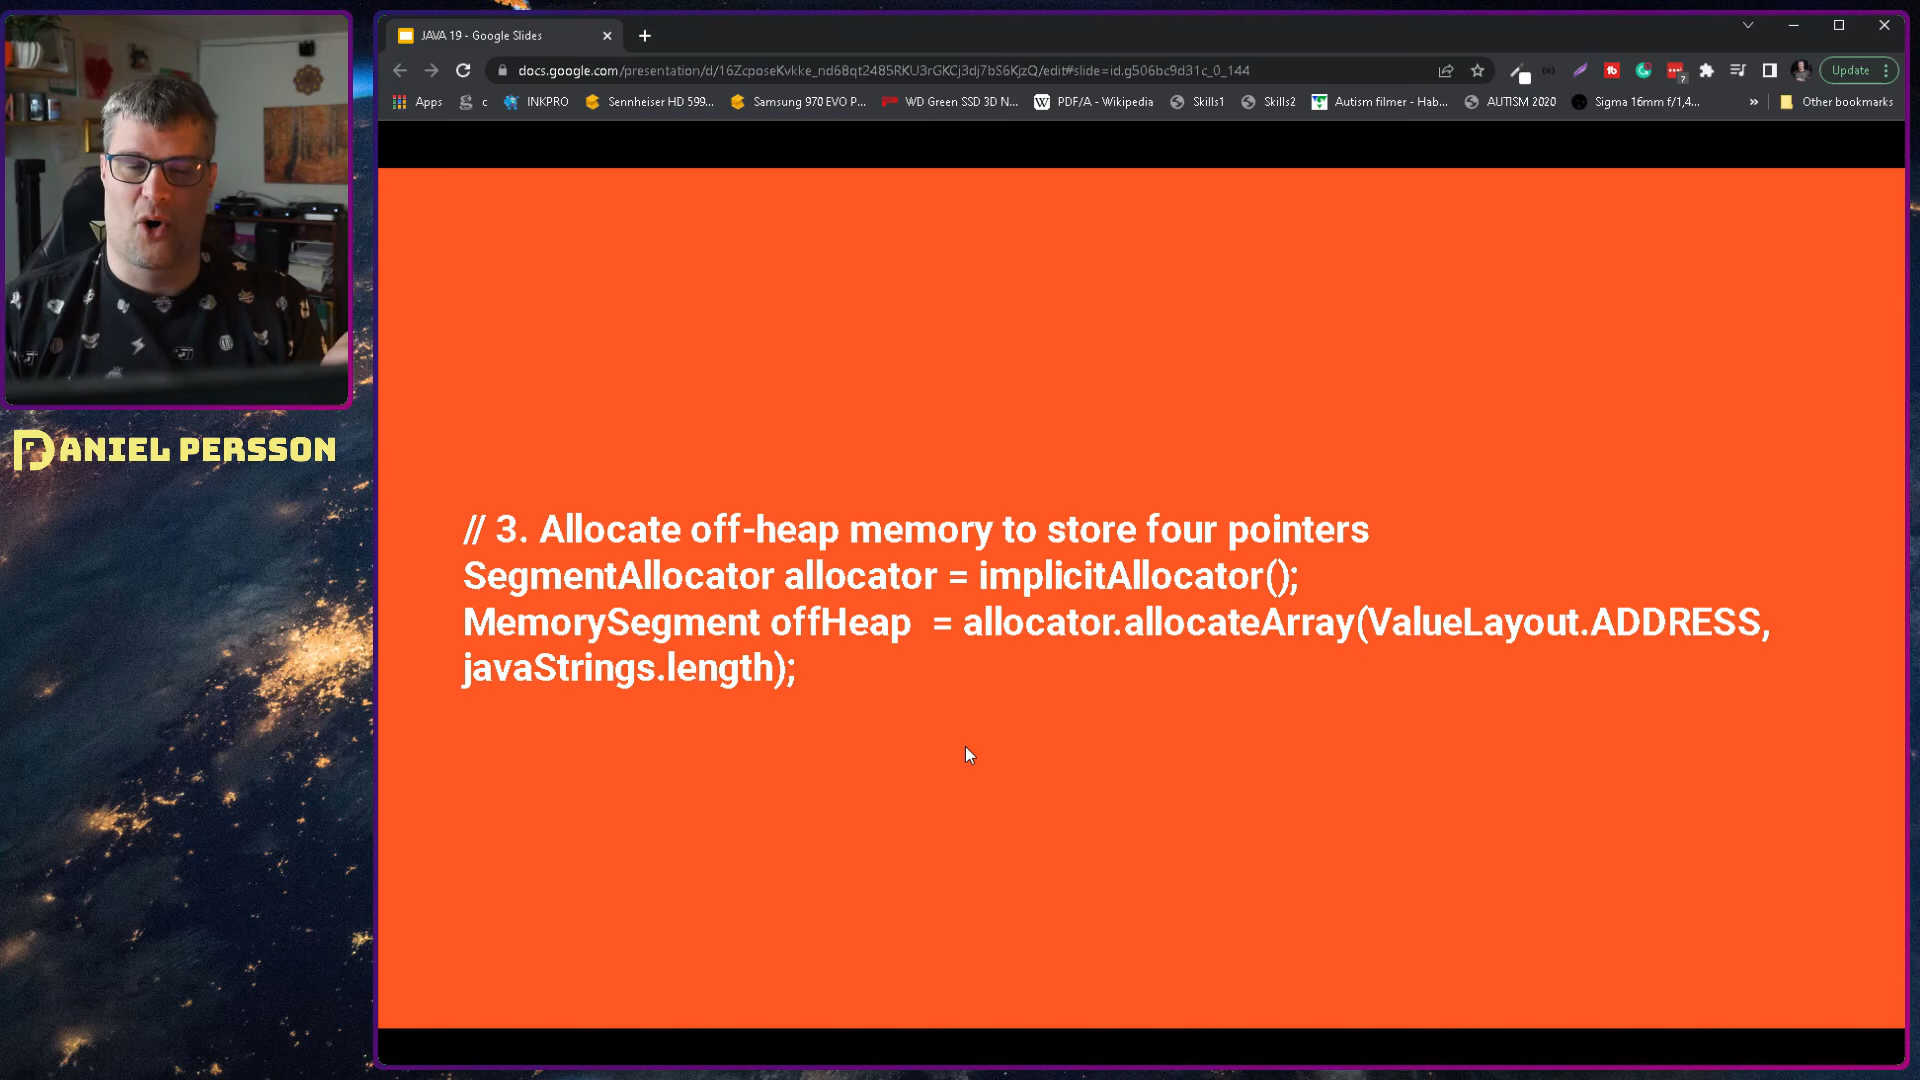 JAVA 19 - Google Slides
docs.google.com/presentation/d/16ZcposeKvkke_nd68qt2485RKU3rGKCj3dj7bS6KjzQ/edit#slide=id.g506bc9d31c_0_144
Update
Apps
c
INKPRO
Sennheiser HD 599...
Samsung 970 EVO P...
WD Green SSD 3D N...
PDF/A - Wikipedia
Skills1
Skills2
Autism filmer - Hab...
AUTISM 2020
Sigma 16mm f/1,4...
»
Other bookmarks
// 3. Allocate off-heap memory to store four pointers
SegmentAllocator allocator = implicitAllocator();
MemorySegment offHeap  = allocator.allocateArray(ValueLayout.ADDRESS,
javaStrings.length);
DANIEL PERSSON